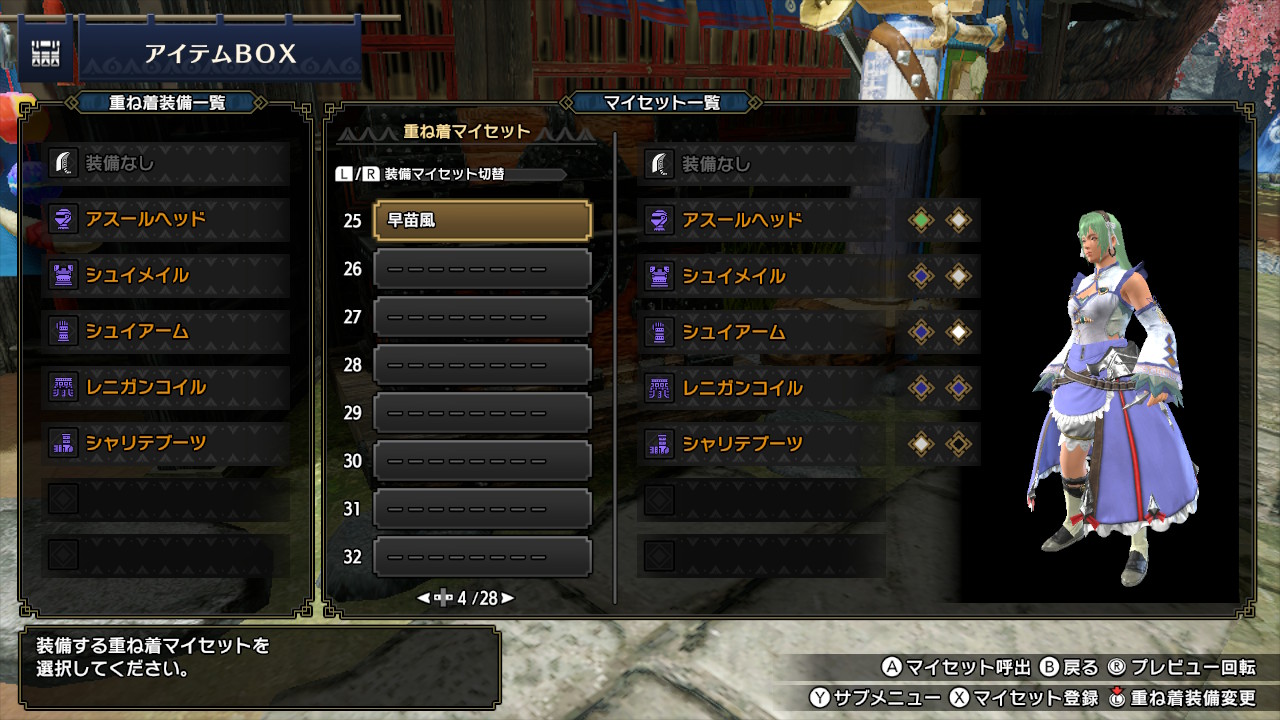 アイテムBOX
重ね着装備一覧
装備なし
アスールヘッド
シュイメイル
シュイアーム
レニガンコイル
シャリテブーツ
マイセット一覧
重ね着マイセット
L/R 装備マイセット切替
25 早苗風
26 ーーーーーーーー
27 ーーーーーーーー
28 ーーーーーーーー
29 ーーーーーーーー
30 ーーーーーーーー
31 ーーーーーーーー
32 ーーーーーーーー
4/28
装備なし
アスールヘッド
シュイメイル
シュイアーム
レニガンコイル
シャリテブーツ
装備する重ね着マイセットを
選択してください。
Aマイセット呼出 B戻る Rプレビュー回転
Yサブメニュー Xマイセット登録 L重ね着装備変更